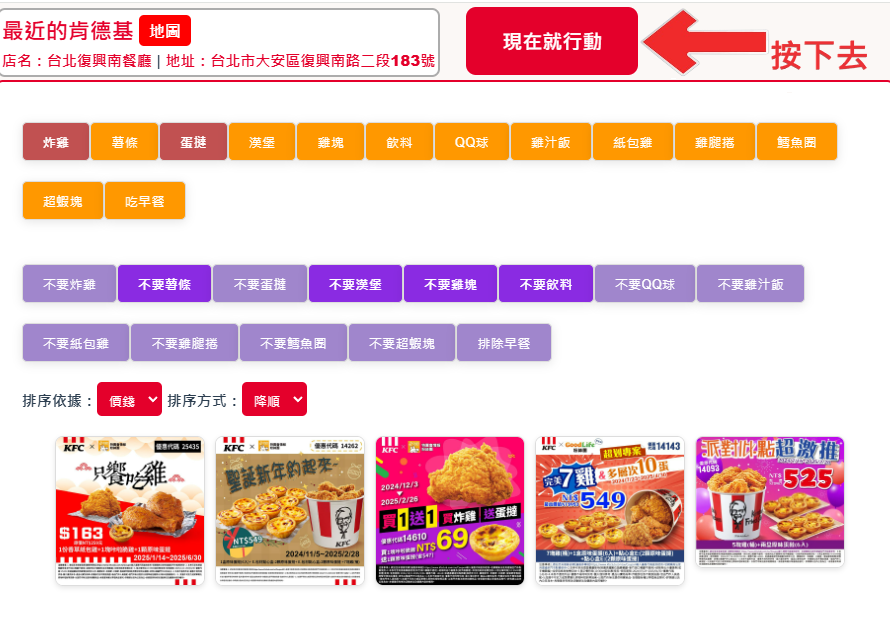 最近的肯德基 地圖
店名：台北復興南餐廳 | 地址：台北市大安區復興南路二段183號
現在就行動
按下去
炸雞 薯條 蛋撻 漢堡 雞塊 飲料 QQ球 雞汁飯 紙包雞 雞腿捲 鱈魚圈
超蝦塊 吃早餐
不要炸雞 不要薯條 不要蛋撻 不要漢堡 不要雞塊 不要飲料 不要QQ球 不要雞汁飯
不要紙包雞 不要雞腿捲 不要鱈魚圈 不要超蝦塊 排除早餐
排序依據： 價錢 排序方式： 降順
KFC × 優惠代碼 25435
只饗吃雞
$163
2025/1/14~2025/6/30
KFC × 優惠代碼 14262
聖誕新年約起來
NT$549
2024/11/5~2025/2/28
KFC
2024/12/3
2025/2/26
買1送1 買炸雞 送蛋撻
優惠代碼14610
NT$69
KFC × GoodLife 14143
超到專案
完美7雞 & 多層次10蛋
NT$549
派對批點超激推
14093
NT$525